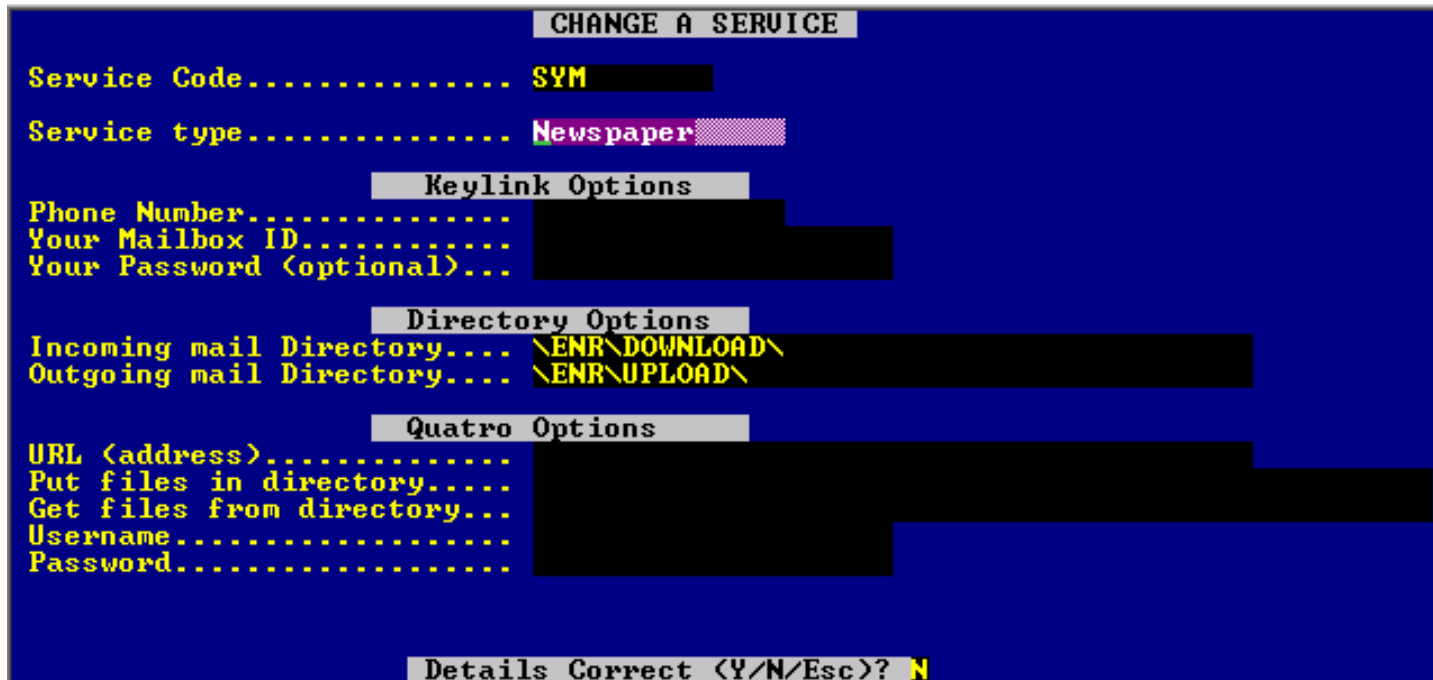 CHANGE A SERVICE
Service Code............... SYM
Service type............... Newspaper
Keylink Options
Phone Number...............
Your Mailbox ID............
Your Password (optional)...
Directory Options
Incoming mail Directory.... \ENR\DOWNLOAD\
Outgoing mail Directory.... \ENR\UPLOAD\
Quatro Options
URL (address)..............
Put files in directory.....
Get files from directory...
Username...................
Password...................
Details Correct (Y/N/Esc)? N